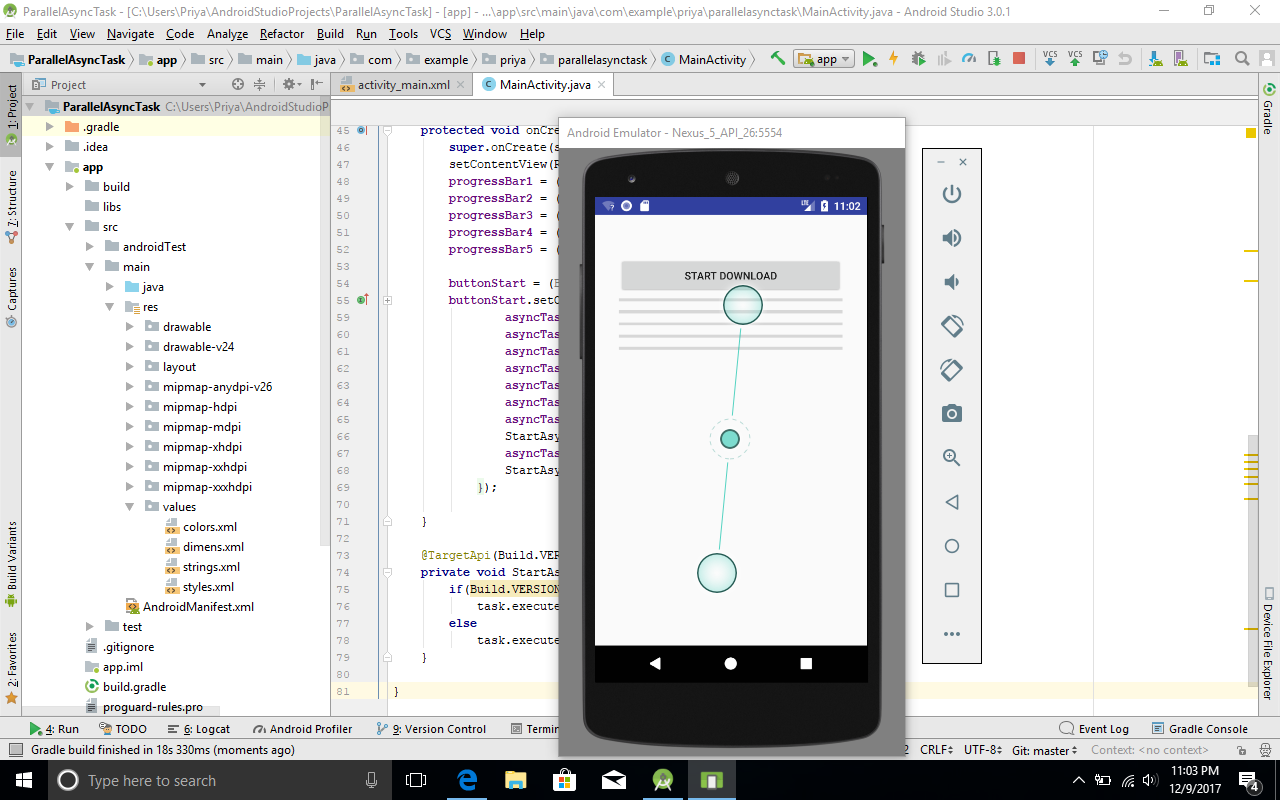 ParallelAsyncTask - [C:\Users\Priya\AndroidStudioProjects\ParallelAsyncTask] - [app] - ...\app\src\main\java\com\example\priya\parallelasynctask\MainActivity.java - Android Studio 3.0.1
File Edit View Navigate Code Analyze Refactor Build Run Tools VCS Window Help
ParallelAsyncTask app src main java com example priya parallelasynctask MainActivity app VCS VCS
Project
activity_main.xml MainActivity.java
1: Project
7: Structure
Captures
Build Variants
2: Favorites
ParallelAsyncTask C:\Users\Priya\AndroidStudioP
.gradle
.idea
app
build
libs
src
androidTest
main
java
res
drawable
drawable-v24
layout
mipmap-anydpi-v26
mipmap-hdpi
mipmap-mdpi
mipmap-xhdpi
mipmap-xxhdpi
mipmap-xxxhdpi
values
colors.xml
dimens.xml
strings.xml
styles.xml
AndroidManifest.xml
test
.gitignore
app.iml
build.gradle
proguard-rules.pro
45 protected void onCre
46 super.onCreate(s
47 setContentView(R
48 progressBar1 = (
49 progressBar2 = (
50 progressBar3 = (
51 progressBar4 = (
52 progressBar5 = (
53
54 buttonStart = (B
55 buttonStart.setO
59 asyncTas
60 asyncTas
61 asyncTas
62 asyncTas
63 asyncTas
64 asyncTas
65 asyncTas
66 StartAsy
67 asyncTas
68 StartAsy
69 });
70
71 }
72
73 @TargetApi(Build.VER
74 private void StartAs
75 if(Build.VERSION
76 task.execute
77 else
78 task.execute
79 }
80
81 }
Android Emulator - Nexus_5_API_26:5554
LTE 11:02
START DOWNLOAD
Gradle
Device File Explorer
4: Run TODO 6: Logcat Android Profiler 9: Version Control Termin Event Log Gradle Console
Gradle build finished in 18s 330ms (moments ago) 2 CRLF UTF-8 Git: master Context: <no context>
Type here to search
11:03 PM
12/9/2017
4